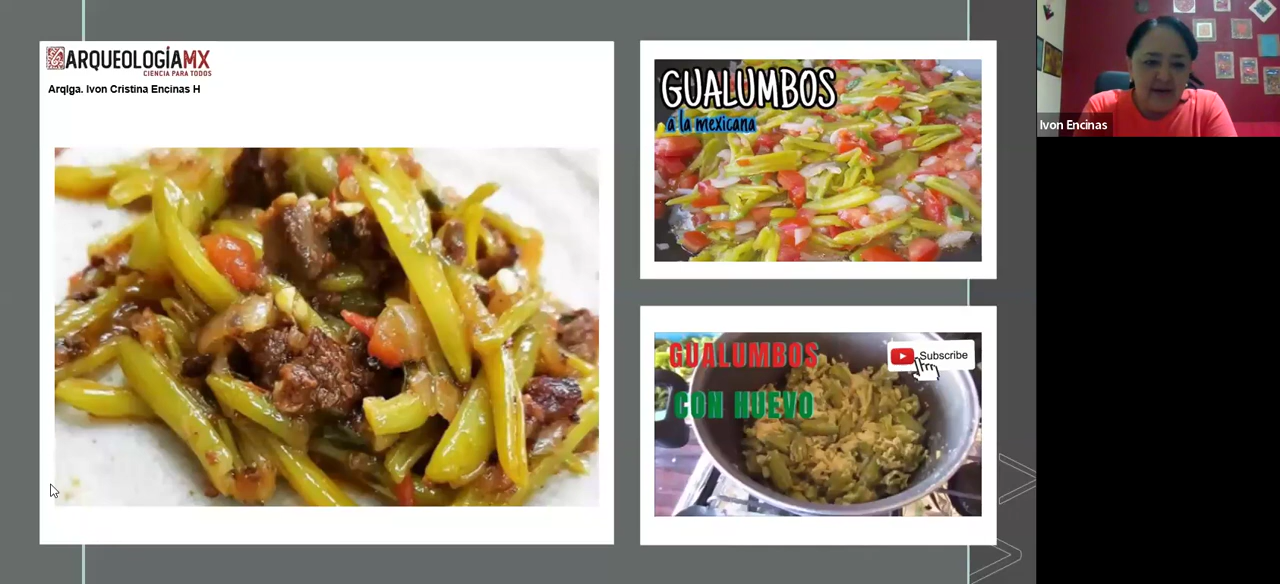 ARQUEOLOGÍAMX
CIENCIA PARA TODOS
Arqlga. Ivon Cristina Encinas H
GUALUMBOS
a la mexicana
GUALUMBOS
CON HUEVO
Subscribe
Ivon Encinas